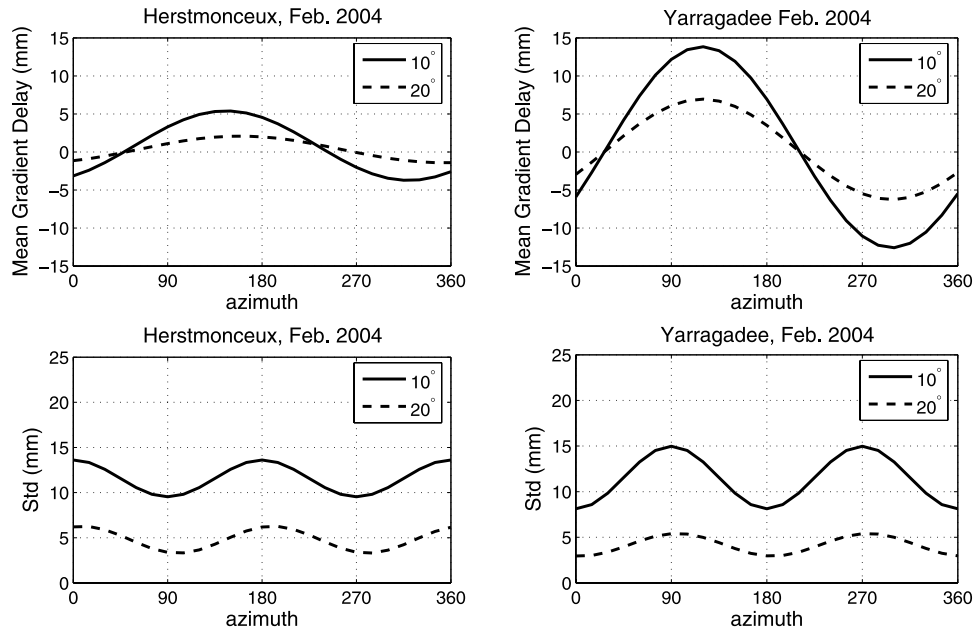 Herstmonceux, Feb. 2004
Mean Gradient Delay (mm)
15
10
5
0
−5
−10
−15
10°
20°
0 90 180 270 360
azimuth
Yarragadee Feb. 2004
Mean Gradient Delay (mm)
15
10
5
0
−5
−10
−15
10°
20°
0 90 180 270 360
azimuth
Herstmonceux, Feb. 2004
Std (mm)
25
20
15
10
5
0
10°
20°
0 90 180 270 360
azimuth
Yarragadee, Feb. 2004
Std (mm)
25
20
15
10
5
0
10°
20°
0 90 180 270 360
azimuth